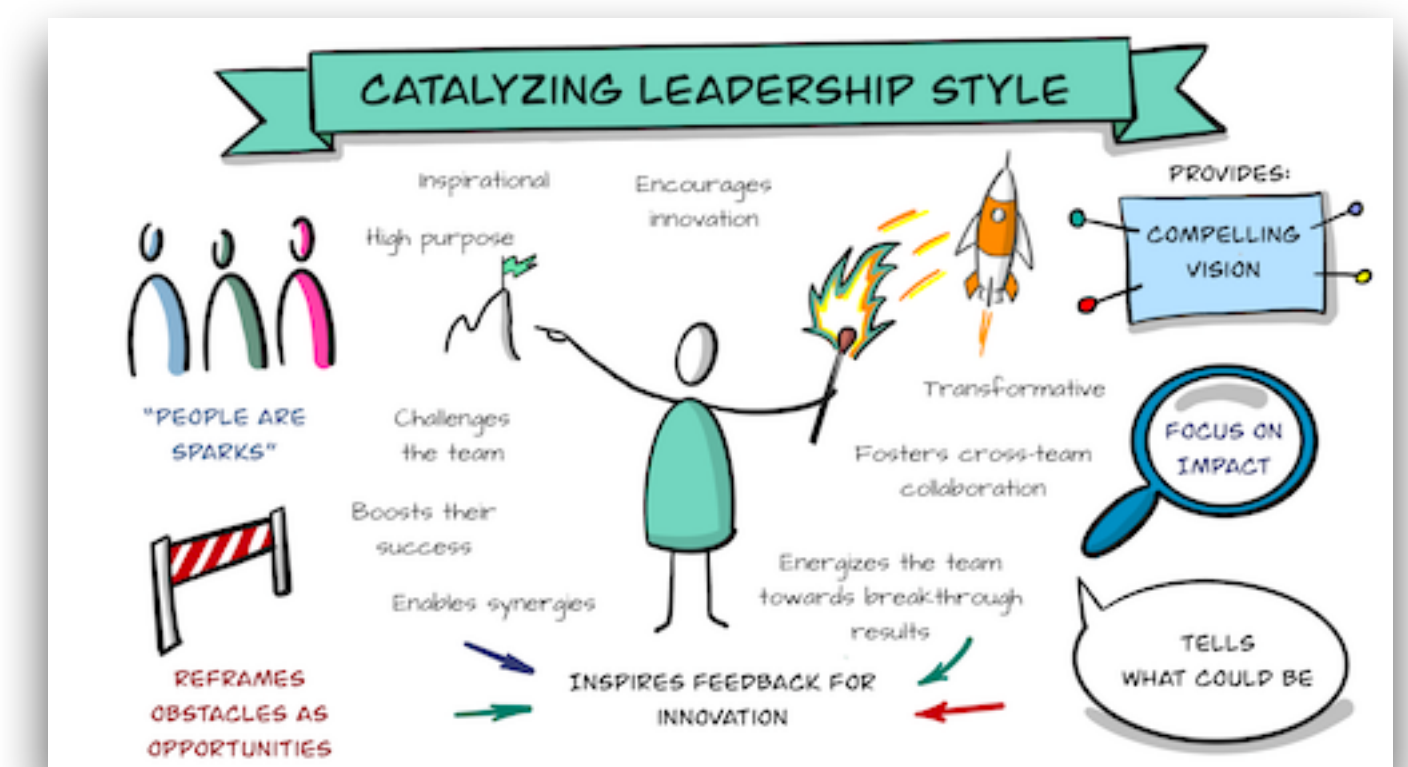 CATALYZING LEADERSHIP STYLE
Inspirational
High purpose
Encourages
innovation
PROVIDES:
COMPELLING
VISION
"PEOPLE ARE
SPARKS"
Challenges
the team
Transformative
FOCUS ON
IMPACT
Fosters cross-team
collaboration
Boosts their
success
Enables synergies
Energizes the team
towards breakthrough
results
REFRAMES
OBSTACLES AS
OPPORTUNITIES
INSPIRES FEEDBACK FOR
INNOVATION
TELLS
WHAT COULD BE